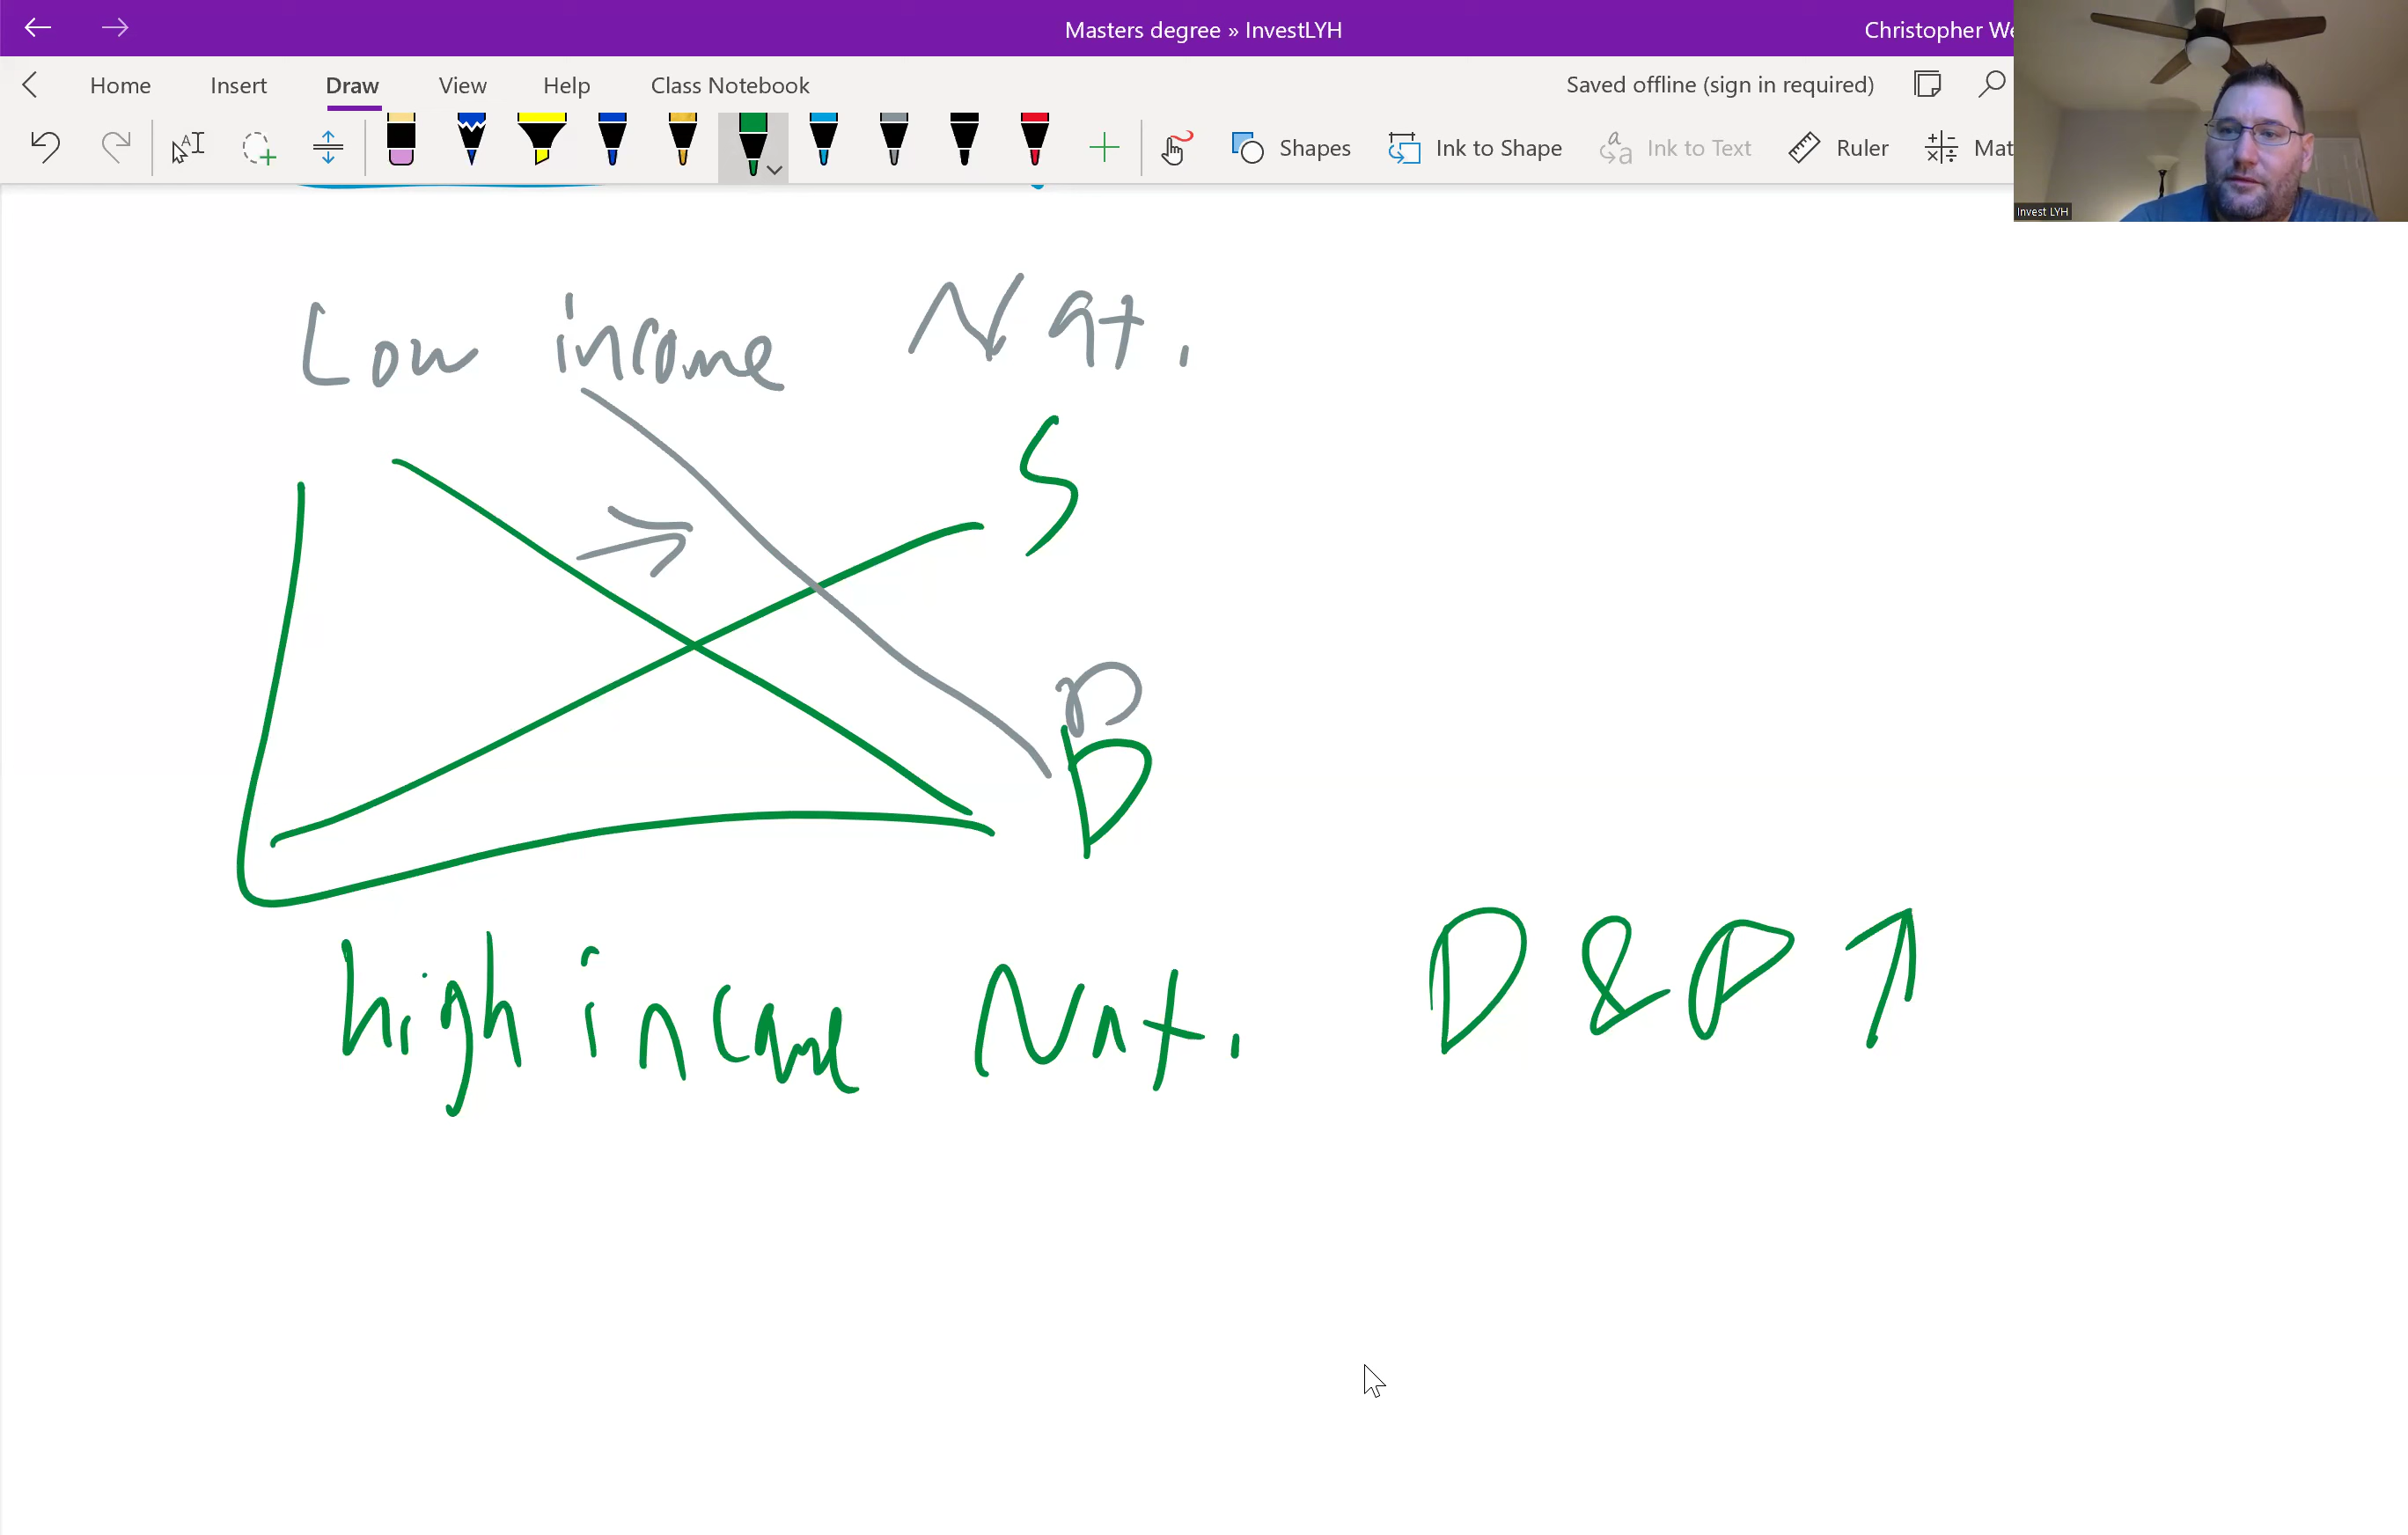 Masters degree » InvestLYH
Christopher We
Home Insert Draw View Help Class Notebook
Saved offline (sign in required)
Shapes Ink to Shape Ink to Text Ruler Mat
Invest LYH
Low income Nat.
S
D
D
high income Nat. D & P ↑